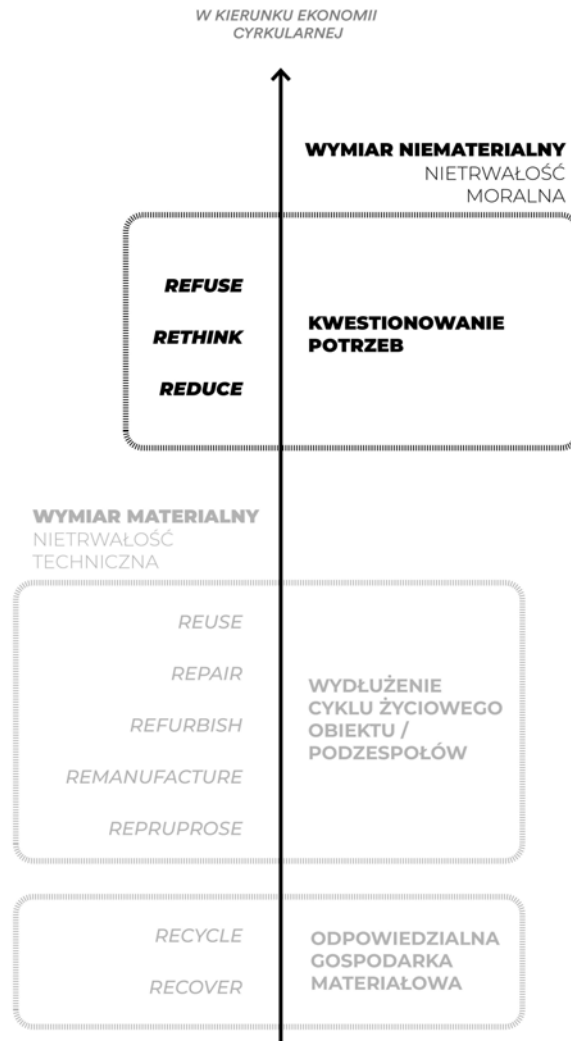 W KIERUNKU EKONOMII
CYRKULARNEJ
WYMIAR NIEMATERIALNY
NIETRWAŁOŚĆ
MORALNA
REFUSE
RETHINK
REDUCE
KWESTIONOWANIE
POTRZEB
WYMIAR MATERIALNY
NIETRWAŁOŚĆ
TECHNICZNA
REUSE
REPAIR
REFURBISH
REMANUFACTURE
REPRUPROSE
WYDŁUŻENIE
CYKLU ŻYCIOWEGO
OBIEKTU /
PODZESPOŁÓW
RECYCLE
RECOVER
ODPOWIEDZIALNA
GOSPODARKA
MATERIAŁOWA